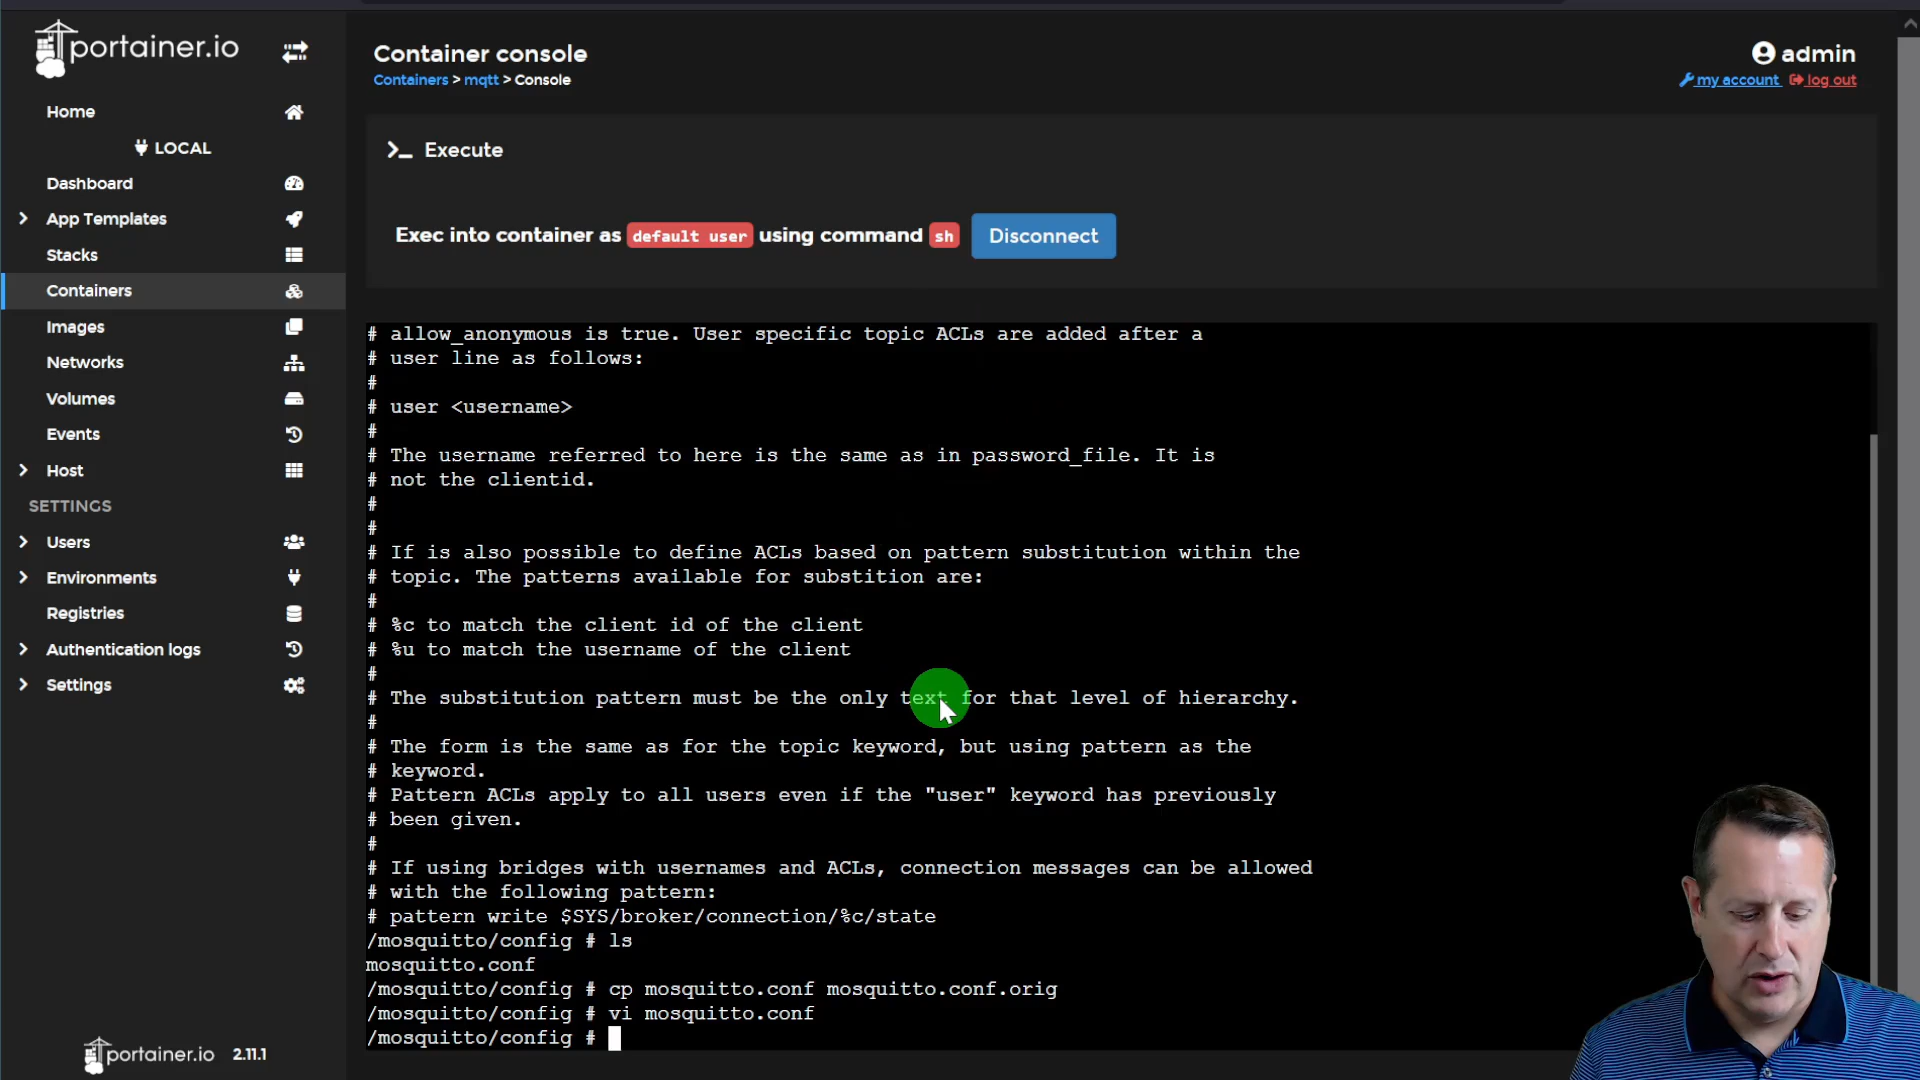 portainer.io
Home
LOCAL
Dashboard
App Templates
Stacks
Containers
Images
Networks
Volumes
Events
Host
SETTINGS
Users
Environments
Registries
Authentication logs
Settings
portainer.io 2.11.1
Container console
Containers > mqtt > Console
admin
my account log out
>_ Execute
Exec into container as default user using command sh Disconnect
# allow_anonymous is true. User specific topic ACLs are added after a
# user line as follows:
#
# user <username>
#
# The username referred to here is the same as in password_file. It is
# not the clientid.
#
#
# If is also possible to define ACLs based on pattern substitution within the
# topic. The patterns available for substition are:
#
# %c to match the client id of the client
# %u to match the username of the client
#
# The substitution pattern must be the only text for that level of hierarchy.
#
# The form is the same as for the topic keyword, but using pattern as the
# keyword.
# Pattern ACLs apply to all users even if the "user" keyword has previously
# been given.
#
# If using bridges with usernames and ACLs, connection messages can be allowed
# with the following pattern:
# pattern write $SYS/broker/connection/%c/state
/mosquitto/config # ls
mosquitto.conf
/mosquitto/config # cp mosquitto.conf mosquitto.conf.orig
/mosquitto/config # vi mosquitto.conf
/mosquitto/config #